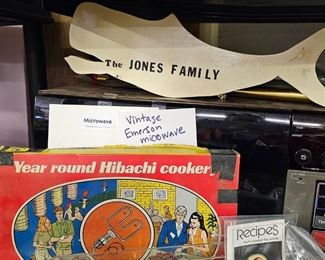 The JONES FAMILY
Microwave
Vintage
Emerson
microwave
Year round Hibachi cooker
RECIPES